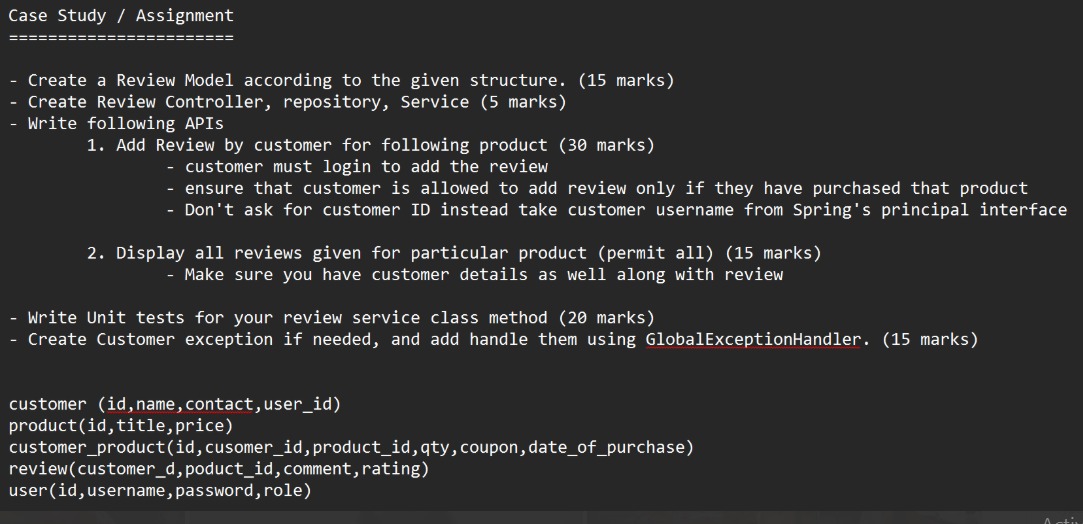 Case Study / Assignment
=======================
- Create a Review Model according to the given structure. (15 marks)
- Create Review Controller, repository, Service (5 marks)
- Write following APIs
1. Add Review by customer for following product (30 marks)
- customer must login to add the review
- ensure that customer is allowed to add review only if they have purchased that product
- Don't ask for customer ID instead take customer username from Spring's principal interface
2. Display all reviews given for particular product (permit all) (15 marks)
- Make sure you have customer details as well along with review
- Write Unit tests for your review service class method (20 marks)
- Create Customer exception if needed, and add handle them using GlobalExceptionHandler. (15 marks)
customer (id,name,contact,user_id)
product(id,title,price)
customer_product(id,cusomer_id,product_id,qty,coupon,date_of_purchase)
review(customer_d,poduct_id,comment,rating)
user(id,username,password,role)